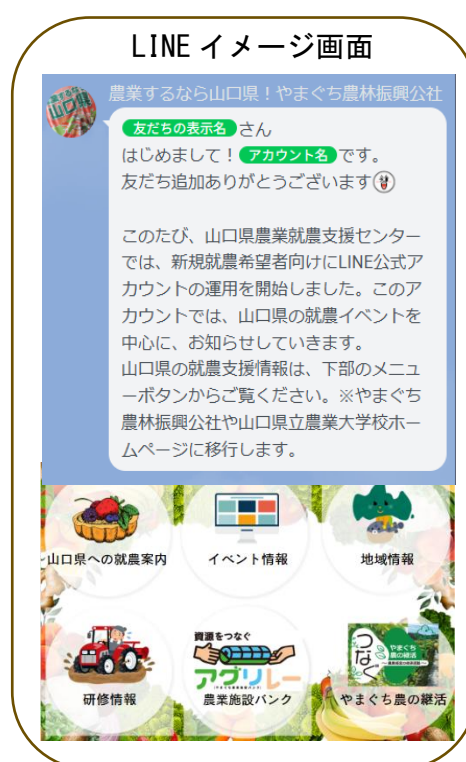 LINE イメージ画面
農業するなら山口県！やまぐち農林振興公社
友だちの表示名 さん
はじめまして！ アカウント名 です。
友だち追加ありがとうございます
このたび、山口県農業就農支援センター
では、新規就農希望者向けにLINE公式ア
カウントの運用を開始しました。このア
カウントでは、山口県の就農イベントを
中心に、お知らせしていきます。
山口県の就農支援情報は、下部のメニュ
ーボタンからご覧ください。※やまぐち
農林振興公社や山口県立農業大学校ホー
ムページに移行します。
山口県への就農案内
イベント情報
地域情報
資源をつなぐ
アグリレー
研修情報
農業施設バンク
つなぐ
やまぐち
農の継活
やまぐち農の継活